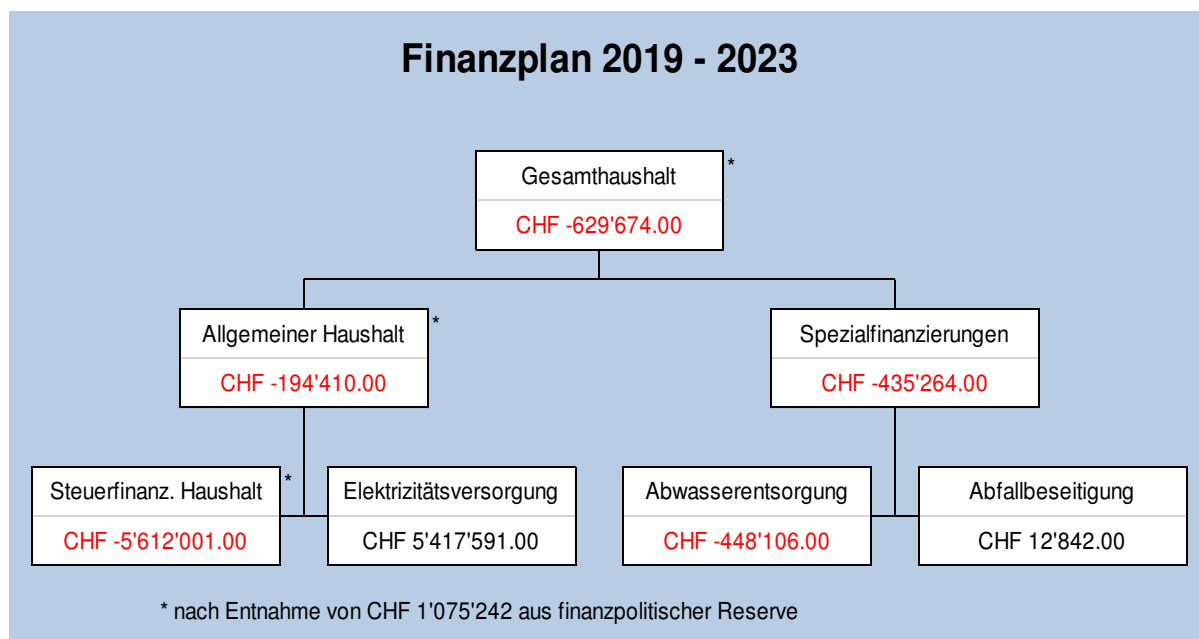 Finanzplan 2019 - 2023
Gesamthaushalt
*
CHF -629'674.00
Allgemeiner Haushalt
*
CHF -194'410.00
Spezialfinanzierungen
CHF -435'264.00
Steuerfinanz. Haushalt
*
CHF -5'612'001.00
Elektrizitätsversorgung
CHF 5'417'591.00
Abwasserentsorgung
CHF -448'106.00
Abfallbeseitigung
CHF 12'842.00
* nach Entnahme von CHF 1'075'242 aus finanzpolitischer Reserve